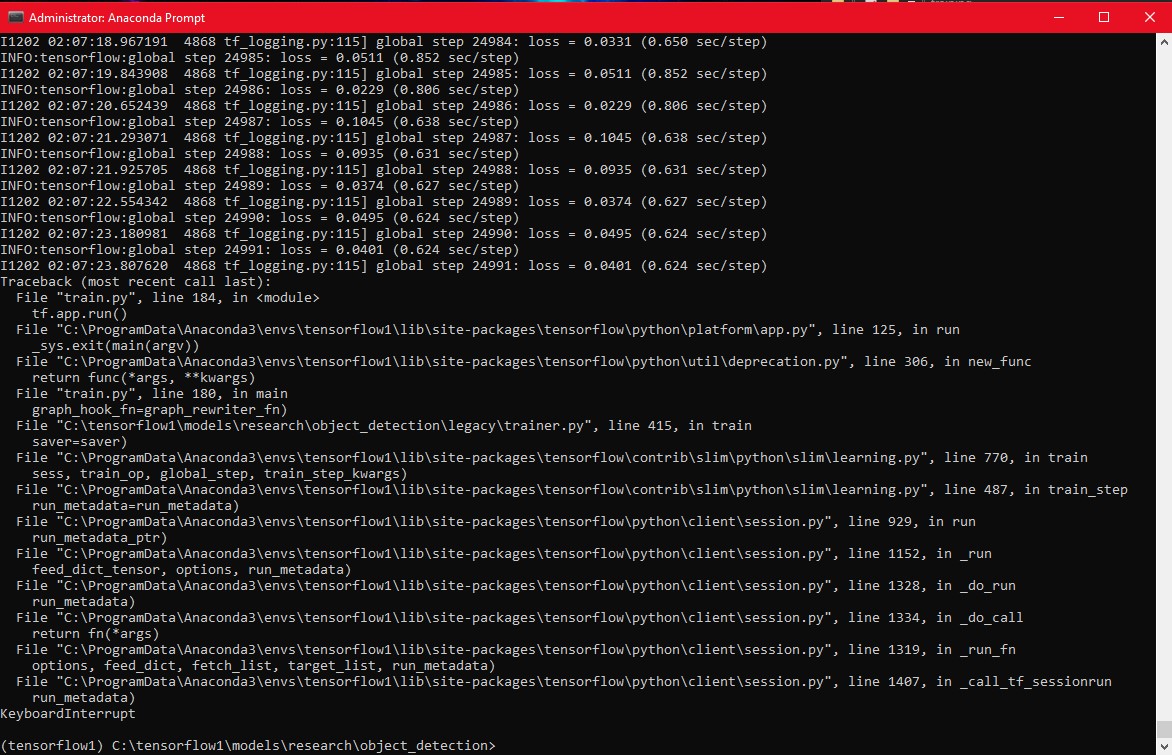 Administrator: Anaconda Prompt
I1202 02:07:18.967191  4868 tf_logging.py:115] global step 24984: loss = 0.0331 (0.650 sec/step)
INFO:tensorflow:global step 24985: loss = 0.0511 (0.852 sec/step)
I1202 02:07:19.843908  4868 tf_logging.py:115] global step 24985: loss = 0.0511 (0.852 sec/step)
INFO:tensorflow:global step 24986: loss = 0.0229 (0.806 sec/step)
I1202 02:07:20.652439  4868 tf_logging.py:115] global step 24986: loss = 0.0229 (0.806 sec/step)
INFO:tensorflow:global step 24987: loss = 0.1045 (0.638 sec/step)
I1202 02:07:21.293071  4868 tf_logging.py:115] global step 24987: loss = 0.1045 (0.638 sec/step)
INFO:tensorflow:global step 24988: loss = 0.0935 (0.631 sec/step)
I1202 02:07:21.925705  4868 tf_logging.py:115] global step 24988: loss = 0.0935 (0.631 sec/step)
INFO:tensorflow:global step 24989: loss = 0.0374 (0.627 sec/step)
I1202 02:07:22.554342  4868 tf_logging.py:115] global step 24989: loss = 0.0374 (0.627 sec/step)
INFO:tensorflow:global step 24990: loss = 0.0495 (0.624 sec/step)
I1202 02:07:23.180981  4868 tf_logging.py:115] global step 24990: loss = 0.0495 (0.624 sec/step)
INFO:tensorflow:global step 24991: loss = 0.0401 (0.624 sec/step)
I1202 02:07:23.807620  4868 tf_logging.py:115] global step 24991: loss = 0.0401 (0.624 sec/step)
Traceback (most recent call last):
  File "train.py", line 184, in <module>
    tf.app.run()
  File "C:\ProgramData\Anaconda3\envs\tensorflow1\lib\site-packages\tensorflow\python\platform\app.py", line 125, in run
    _sys.exit(main(argv))
  File "C:\ProgramData\Anaconda3\envs\tensorflow1\lib\site-packages\tensorflow\python\util\deprecation.py", line 306, in new_func
    return func(*args, **kwargs)
  File "train.py", line 180, in main
    graph_hook_fn=graph_rewriter_fn)
  File "C:\tensorflow1\models\research\object_detection\legacy\trainer.py", line 415, in train
    saver=saver)
  File "C:\ProgramData\Anaconda3\envs\tensorflow1\lib\site-packages\tensorflow\contrib\slim\python\slim\learning.py", line 770, in train
    sess, train_op, global_step, train_step_kwargs)
  File "C:\ProgramData\Anaconda3\envs\tensorflow1\lib\site-packages\tensorflow\contrib\slim\python\slim\learning.py", line 487, in train_step
    run_metadata=run_metadata)
  File "C:\ProgramData\Anaconda3\envs\tensorflow1\lib\site-packages\tensorflow\python\client\session.py", line 929, in run
    run_metadata_ptr)
  File "C:\ProgramData\Anaconda3\envs\tensorflow1\lib\site-packages\tensorflow\python\client\session.py", line 1152, in _run
    feed_dict_tensor, options, run_metadata)
  File "C:\ProgramData\Anaconda3\envs\tensorflow1\lib\site-packages\tensorflow\python\client\session.py", line 1328, in _do_run
    run_metadata)
  File "C:\ProgramData\Anaconda3\envs\tensorflow1\lib\site-packages\tensorflow\python\client\session.py", line 1334, in _do_call
    return fn(*args)
  File "C:\ProgramData\Anaconda3\envs\tensorflow1\lib\site-packages\tensorflow\python\client\session.py", line 1319, in _run_fn
    options, feed_dict, fetch_list, target_list, run_metadata)
  File "C:\ProgramData\Anaconda3\envs\tensorflow1\lib\site-packages\tensorflow\python\client\session.py", line 1407, in _call_tf_sessionrun
    run_metadata)
KeyboardInterrupt
(tensorflow1) C:\tensorflow1\models\research\object_detection>